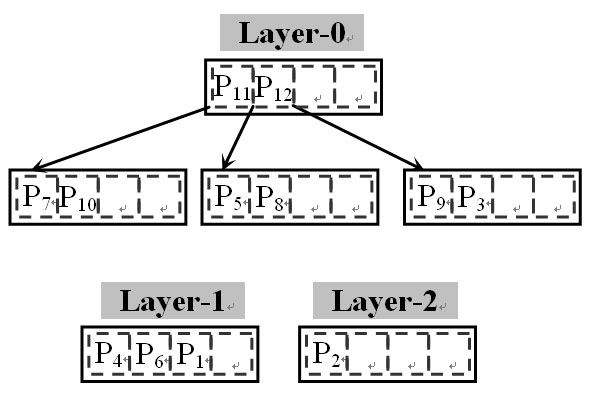 Layer-0
P11 P12
P7 P10 P5 P8 P9 P3
Layer-1 Layer-2
P4 P6 P1 P2